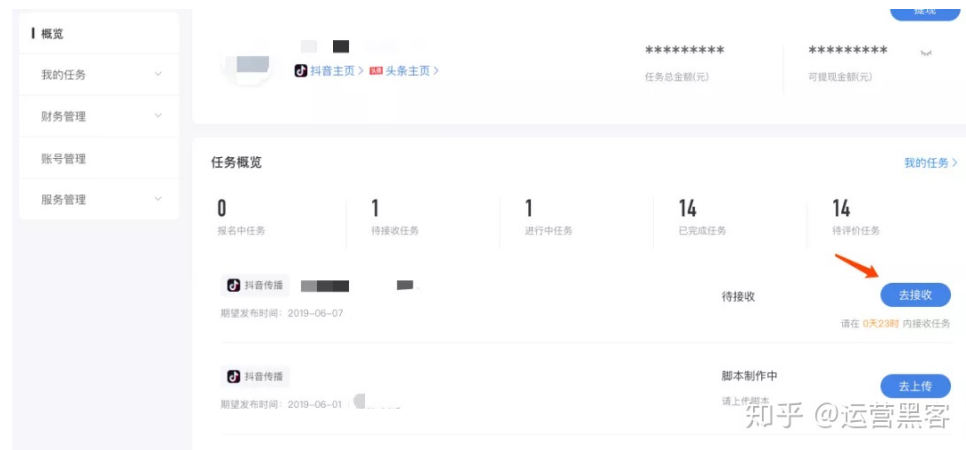 提现
概览
我的任务
财务管理
账号管理
服务管理
抖音主页 > 头条 头条主页 >
*********
任务总金额(元)
*********
可提现金额(元)
任务概览
我的任务 >
0
报名中任务
1
待接收任务
1
进行中任务
14
已完成任务
14
待评价任务
抖音传播
期望发布时间：2019-06-07
待接收
去接收
请在 0天23时 内接收任务
抖音传播
期望发布时间：2019-06-01
脚本制作中
请上传脚本
去上传
知乎 @运营黑客